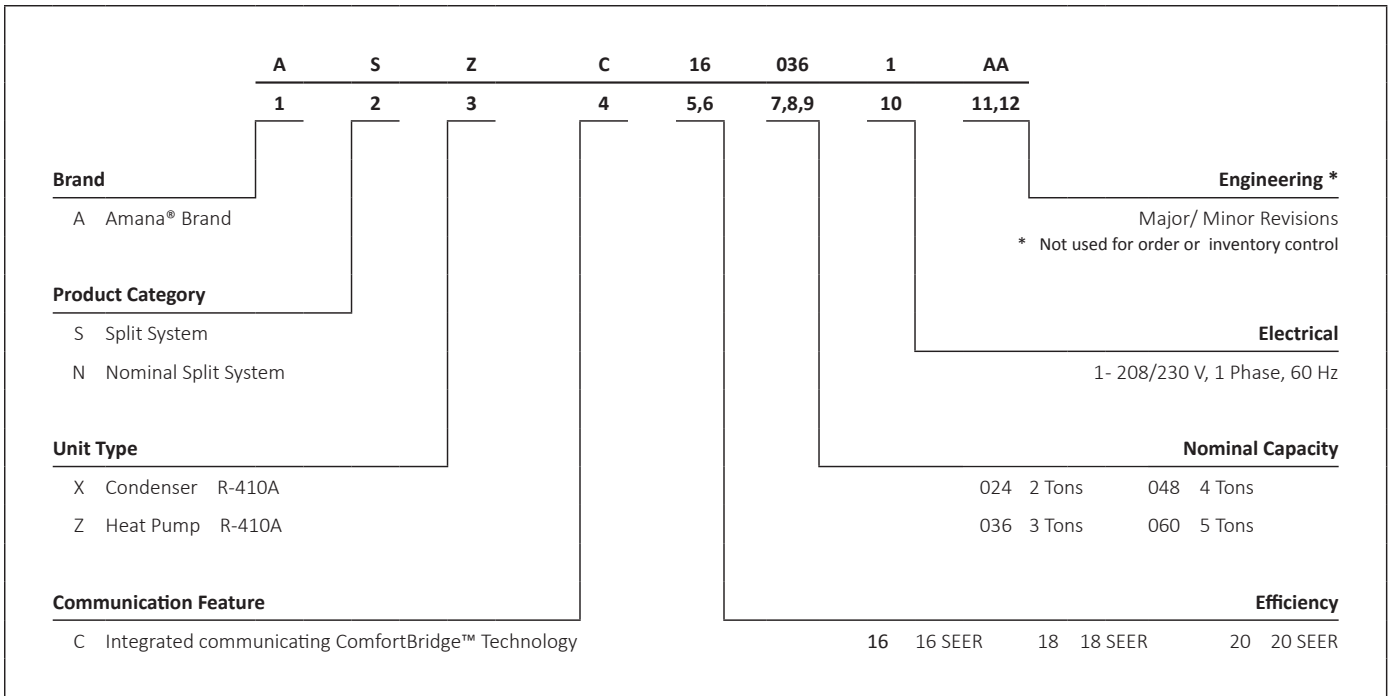 A S Z C 16 036 1 AA
1 2 3 4 5,6 7,8,9 10 11,12
Brand
A Amana® Brand
Engineering *
Major/ Minor Revisions
* Not used for order or inventory control
Product Category
S Split System
N Nominal Split System
Electrical
1- 208/230 V, 1 Phase, 60 Hz
Unit Type
X Condenser R-410A
Z Heat Pump R-410A
Nominal Capacity
024 2 Tons 048 4 Tons
036 3 Tons 060 5 Tons
Communication Feature
C Integrated communicating ComfortBridge™ Technology
Efficiency
16 16 SEER 18 18 SEER 20 20 SEER